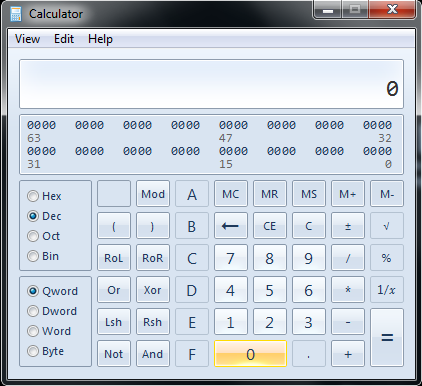 Calculator
View Edit Help
0
0000 0000 0000 0000 0000 0000 0000 0000
63 47 32
0000 0000 0000 0000 0000 0000 0000 0000
31 15 0
Hex Mod A MC MR MS M+ M-
Dec ( ) B ← CE C ± √
Oct RoL RoR C 7 8 9 / %
Bin
Qword Or Xor D 4 5 6 * 1/x
Dword
Word Lsh Rsh E 1 2 3 - =
Byte Not And F 0 . +